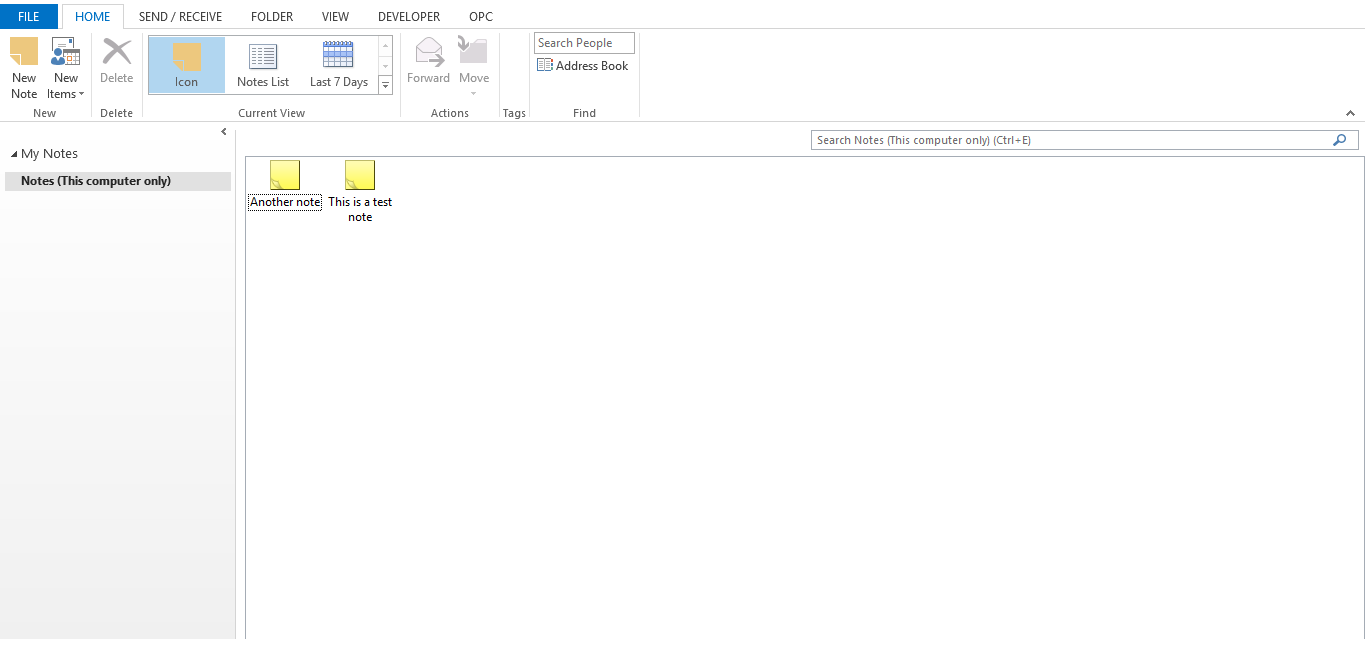 FILE HOME SEND / RECEIVE FOLDER VIEW DEVELOPER OPC
New Note
New Items
Delete
Icon
Notes List
Last 7 Days
Forward
Move
Search People
Address Book
New Delete Current View Actions Tags Find
My Notes
Notes (This computer only)
Search Notes (This computer only) (Ctrl+E)
Another note
This is a test
note